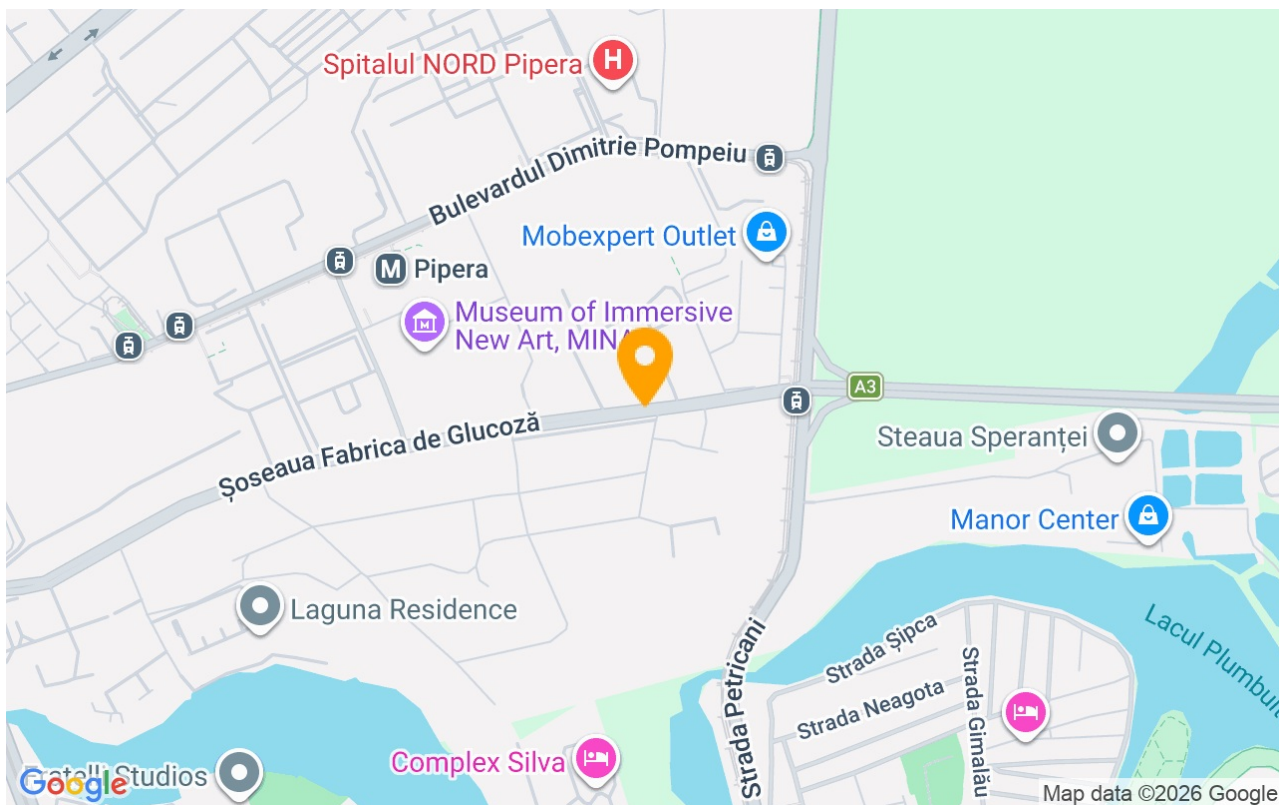 Spitalul NORD Pipera
H
Bulevardul Dimitrie Pompeiu
Mobexpert Outlet
M Pipera
Museum of Immersive
New Art, MINA
A3
Șoseaua Fabrica de Glucoză
Steaua Speranței
Manor Center
Laguna Residence
Strada Petricani
Strada Șipca
Strada Neagota
Strada Gimalău
Lacul Plumbui
Complex Silva
Fratelli Studios
Google
Map data ©2026 Google